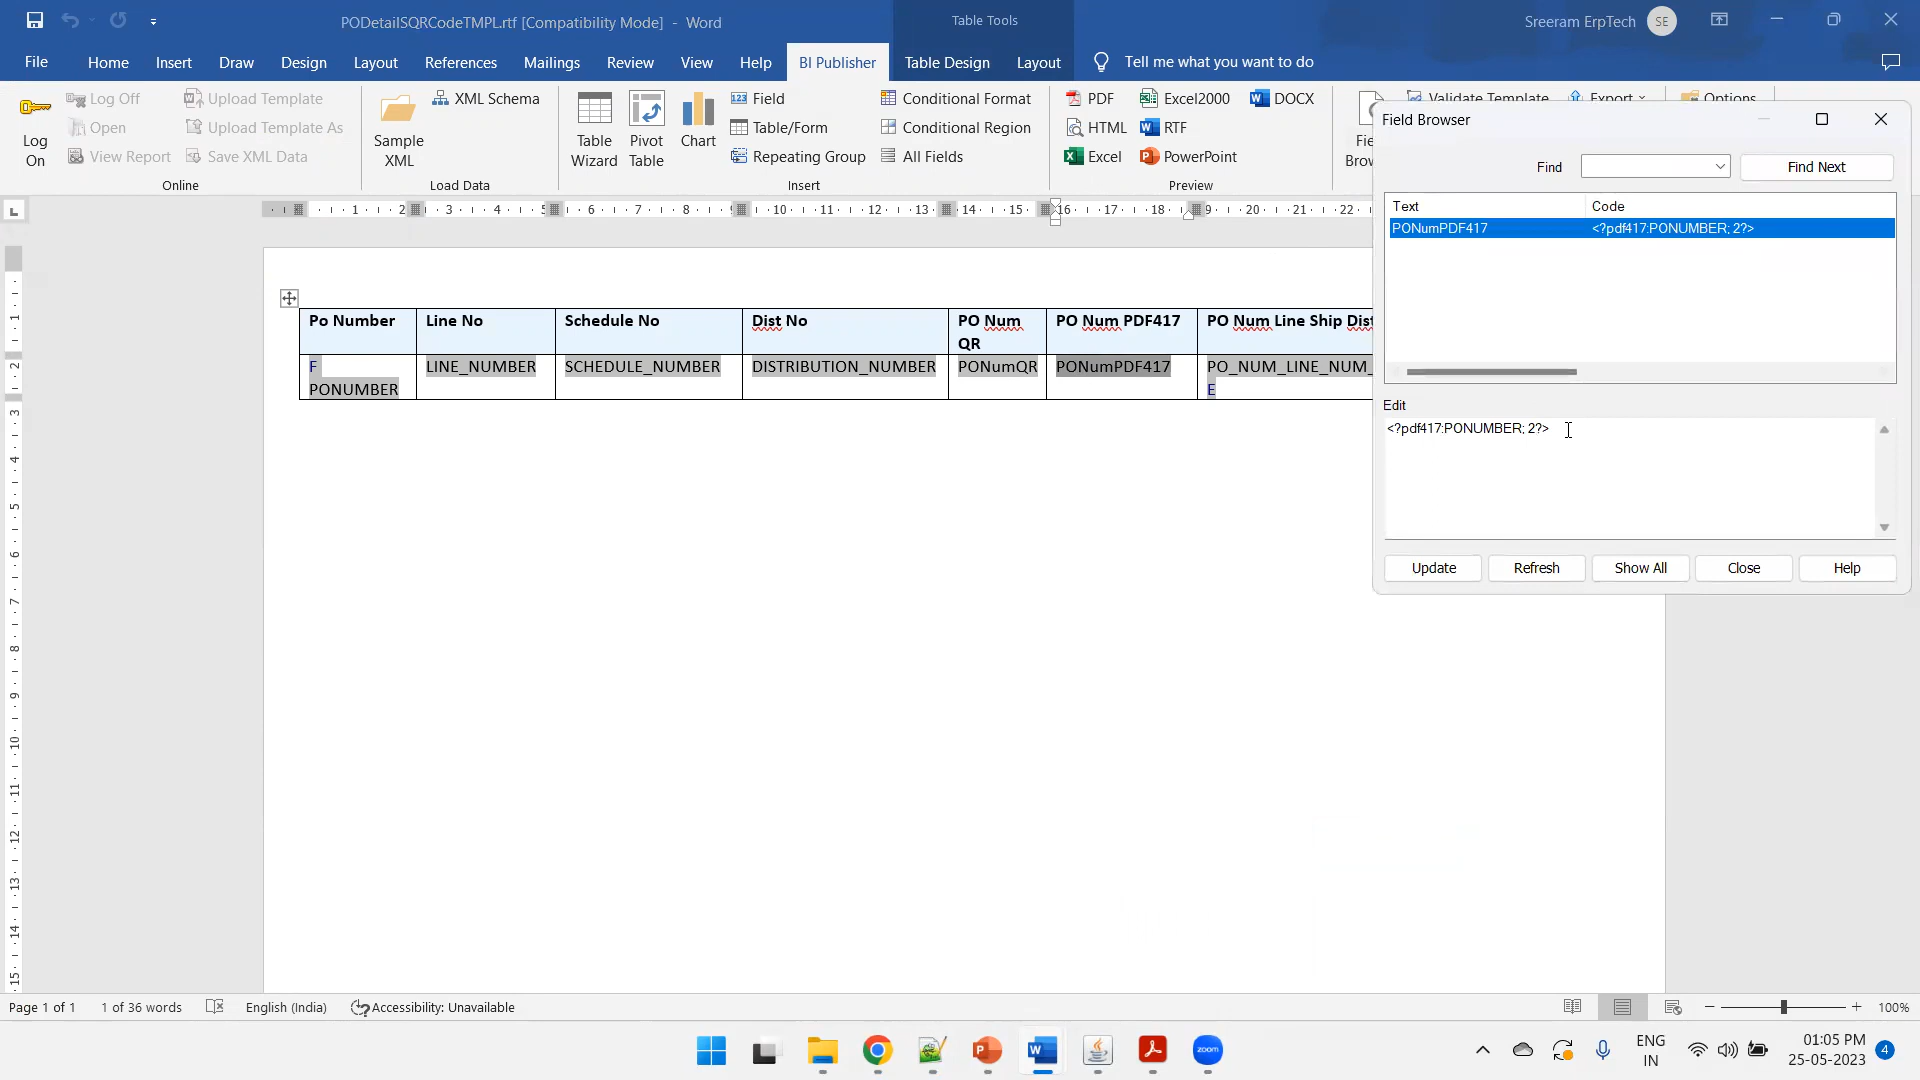 PODetailSQRCodeTMPL.rtf [Compatibility Mode] - Word
Table Tools
Sreeram ErpTech
SE
File Home Insert Draw Design Layout References Mailings Review View Help BI Publisher Table Design Layout Tell me what you want to do
Log On
Log Off
Open
View Report
Upload Template
Upload Template As
Save XML Data
Online
Sample XML
XML Schema
Load Data
Table Wizard
Pivot Table
Chart
Field
Table/Form
Repeating Group
Conditional Format
Conditional Region
All Fields
Insert
PDF
HTML
Excel
Excel2000
RTF
PowerPoint
DOCX
Preview
Validate Template
Export
Options
Field Browser
Find
Find Next
Text Code
PONumPDF417 <?pdf417:PONUMBER; 2?>
Edit
<?pdf417:PONUMBER; 2?>
Update Refresh Show All Close Help
Po Number Line No Schedule No Dist No PO Num QR PO Num PDF417 PO Num Line Ship Dist
F PONUMBER LINE_NUMBER SCHEDULE_NUMBER DISTRIBUTION_NUMBER PONumQR PONumPDF417 PO_NUM_LINE_NUM_
E
Page 1 of 1 1 of 36 words English (India) Accessibility: Unavailable 100%
zoom
ENG IN
01:05 PM
25-05-2023
4